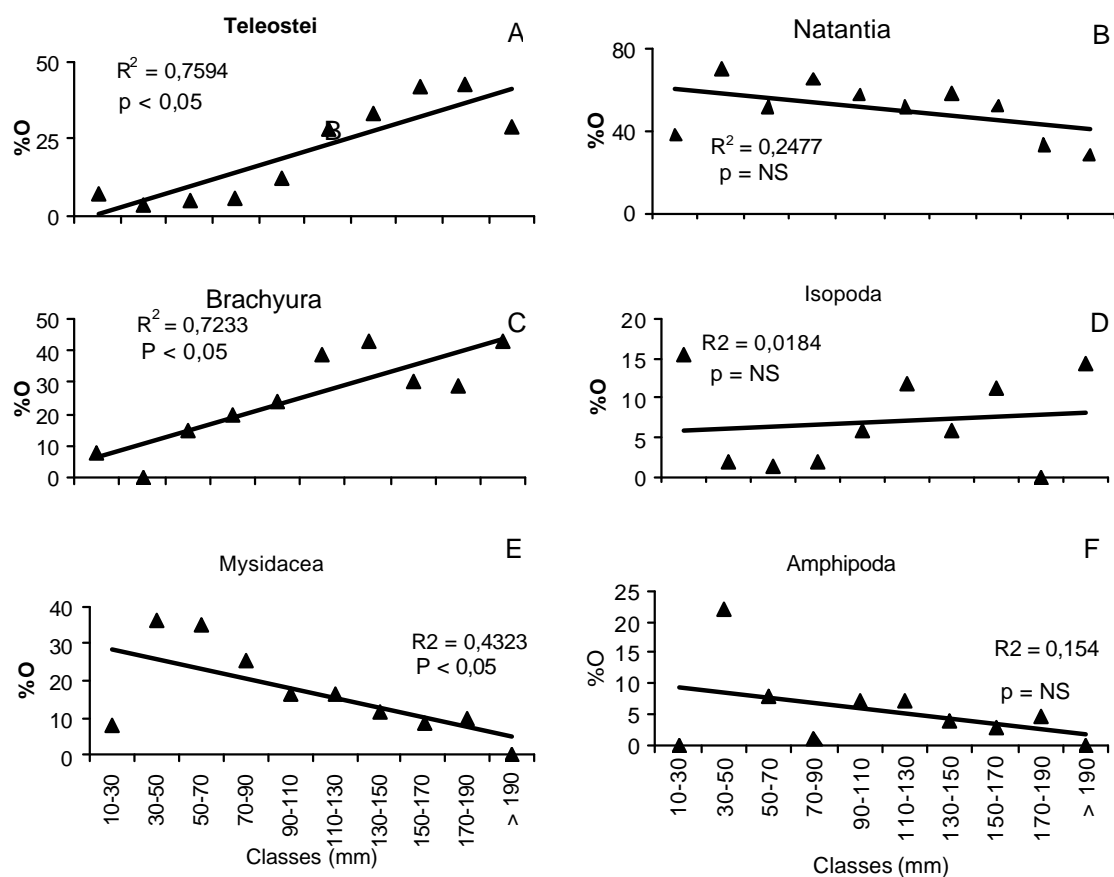 Teleostei
A
50
25
0
%O
R² = 0,7594
p < 0,05
B
Natantia
B
80
60
40
0
%O
R² = 0,2477
p = NS
Brachyura
C
50
40
30
20
10
0
%O
R² = 0,7233
P < 0,05
Isopoda
D
20
15
10
5
0
%O
R2 = 0,0184
p = NS
Mysidacea
E
40
30
20
10
0
%O
R2 = 0,4323
P < 0,05
10-30
30-50
50-70
70-90
90-110
110-130
130-150
150-170
170-190
> 190
Classes (mm)
Amphipoda
F
25
20
15
10
5
0
%O
R2 = 0,154
p = NS
10-30
30-50
50-70
70-90
90-110
110-130
130-150
150-170
170-190
> 190
Classes (mm)